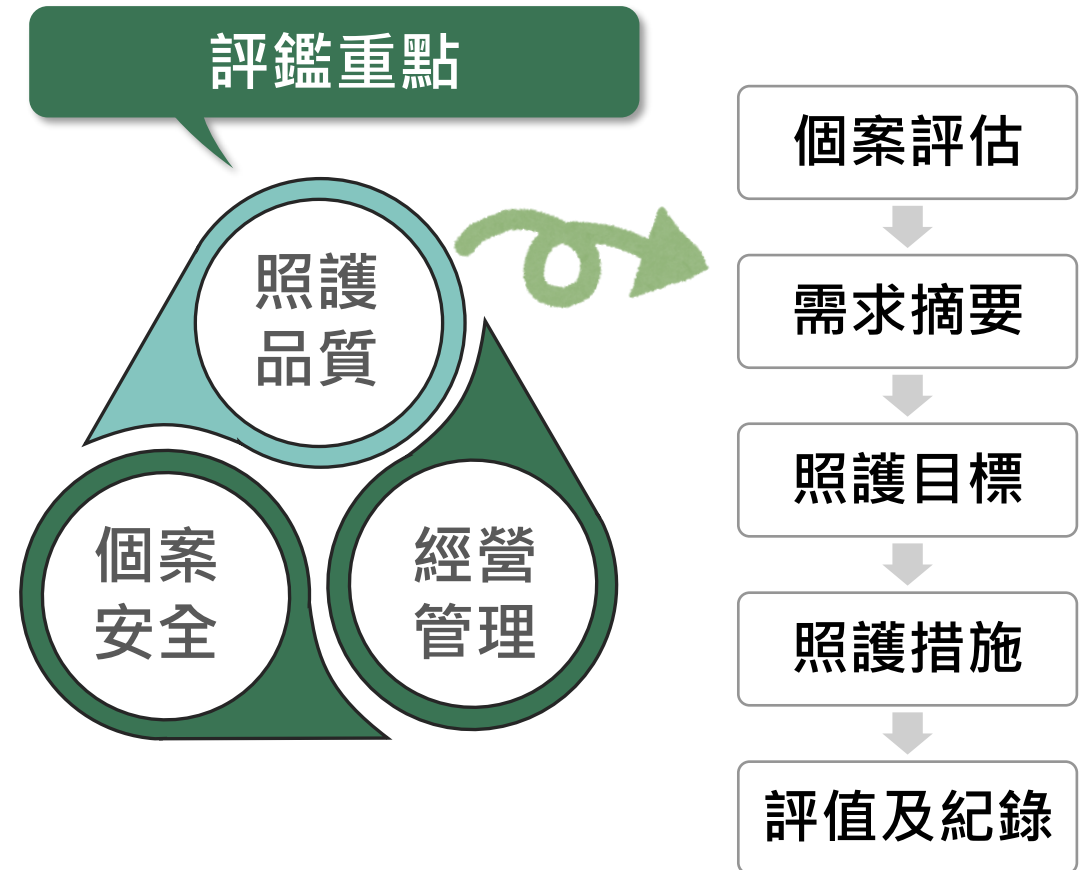 評鑑重點
照護
品質
個案
安全
經營
管理
個案評估
需求摘要
照護目標
照護措施
評值及紀錄